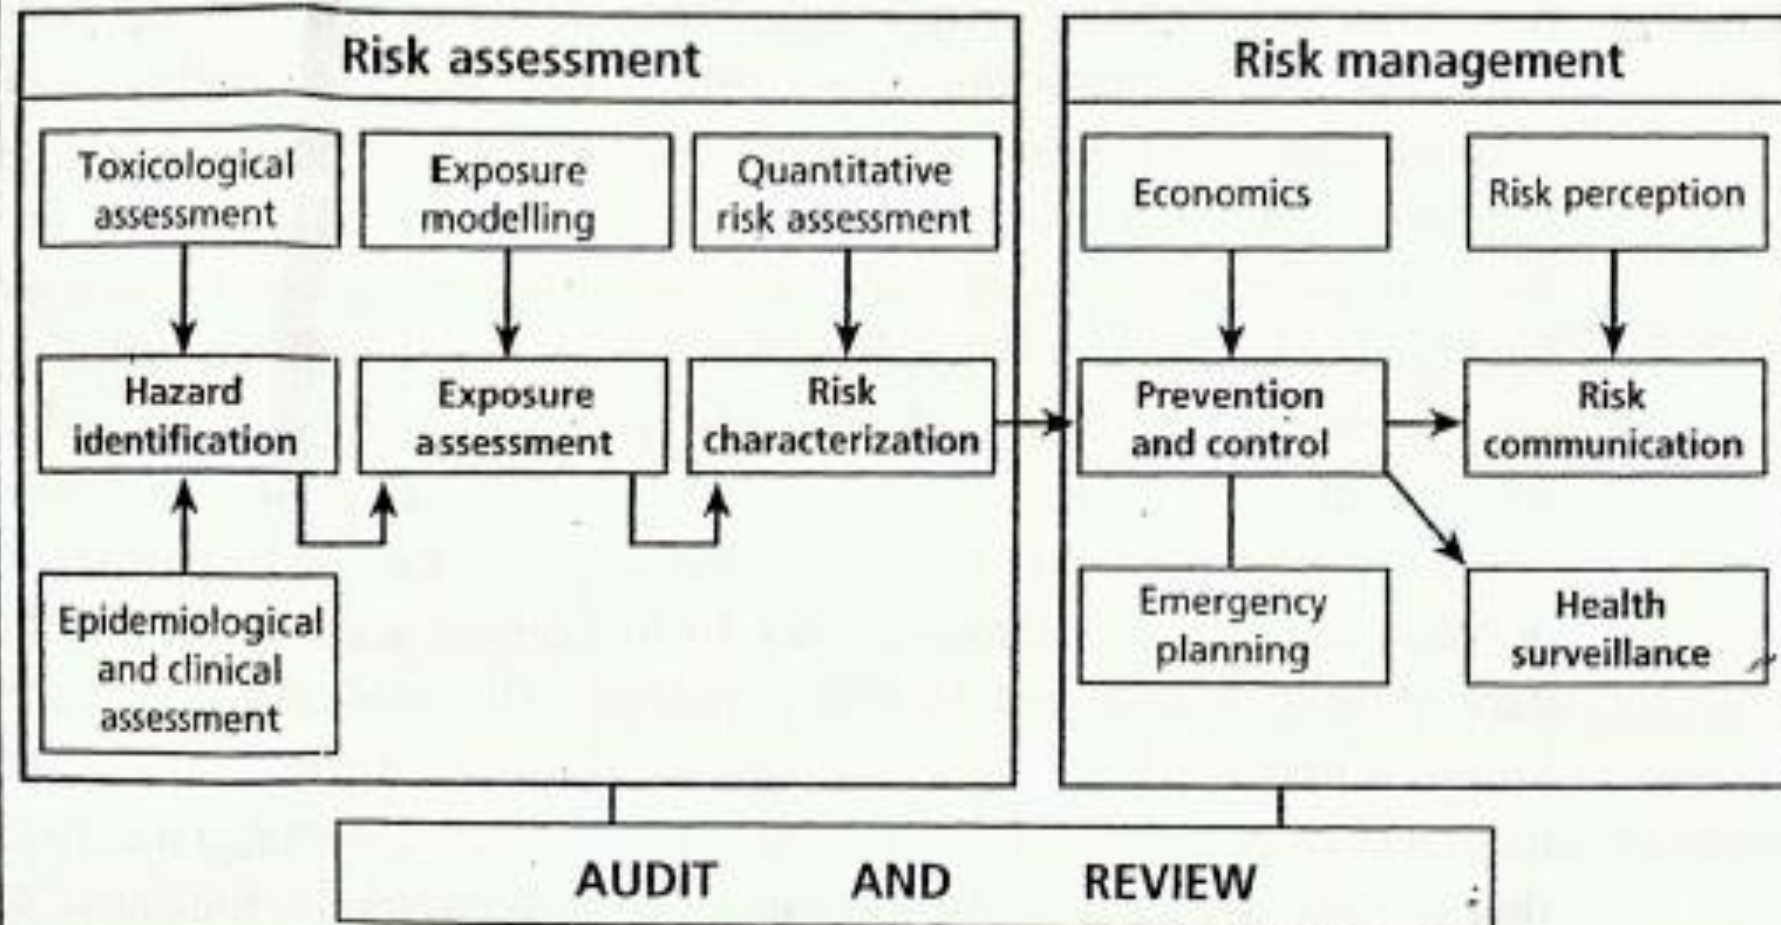 Risk assessment
Toxicological
assessment
Exposure
modelling
Quantitative
risk assessment
Hazard
identification
Exposure
assessment
Risk
characterization
Epidemiological
and clinical
assessment
Risk management
Economics
Risk perception
Prevention
and control
Risk
communication
Emergency
planning
Health
surveillance
AUDIT AND REVIEW